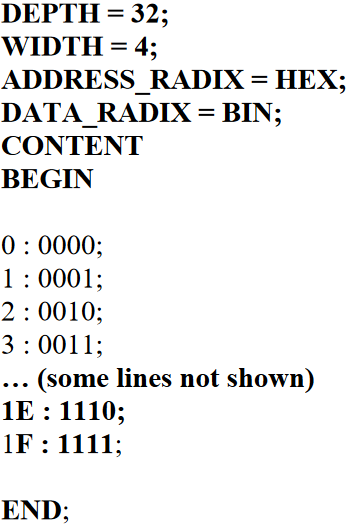 DEPTH = 32;
WIDTH = 4;
ADDRESS_RADIX = HEX;
DATA_RADIX = BIN;
CONTENT
BEGIN
0 : 0000;
1 : 0001;
2 : 0010;
3 : 0011;
… (some lines not shown)
1E : 1110;
1F : 1111;
END;